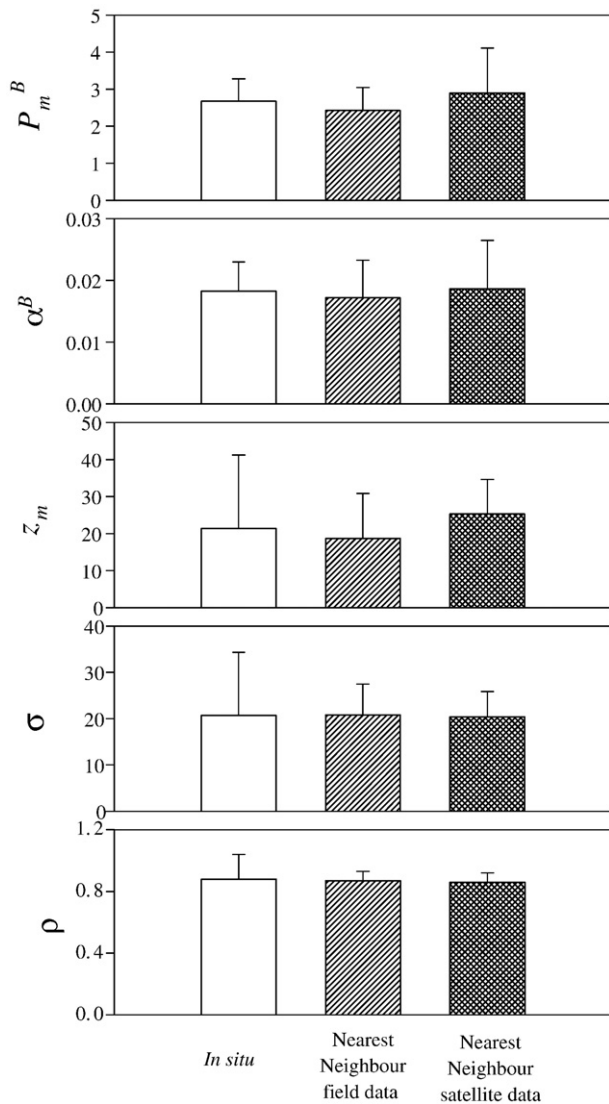 5
4
3
2
1
0
P_m^B
0.03
0.02
0.01
0.00
α^B
50
40
30
20
10
0
z_m
40
30
20
10
0
σ
1.2
0.8
0.4
0.0
ρ
In situ
Nearest
Neighbour
field data
Nearest
Neighbour
satellite data